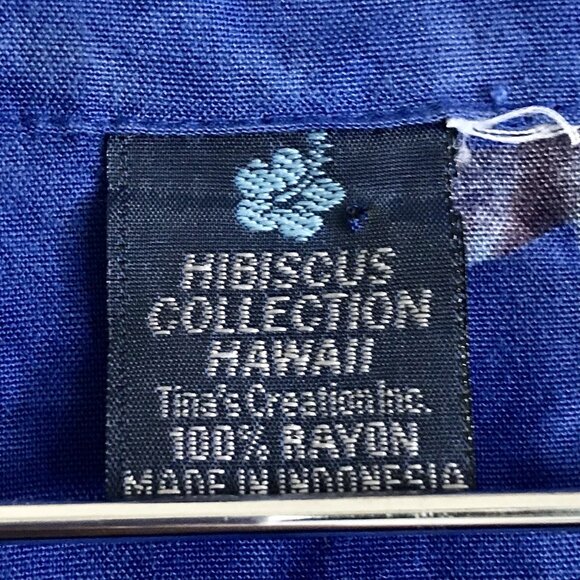 HIBISCUS
COLLECTION
HAWAII
Tina's Creation Inc.
100% RAYON
MADE IN INDONESIA